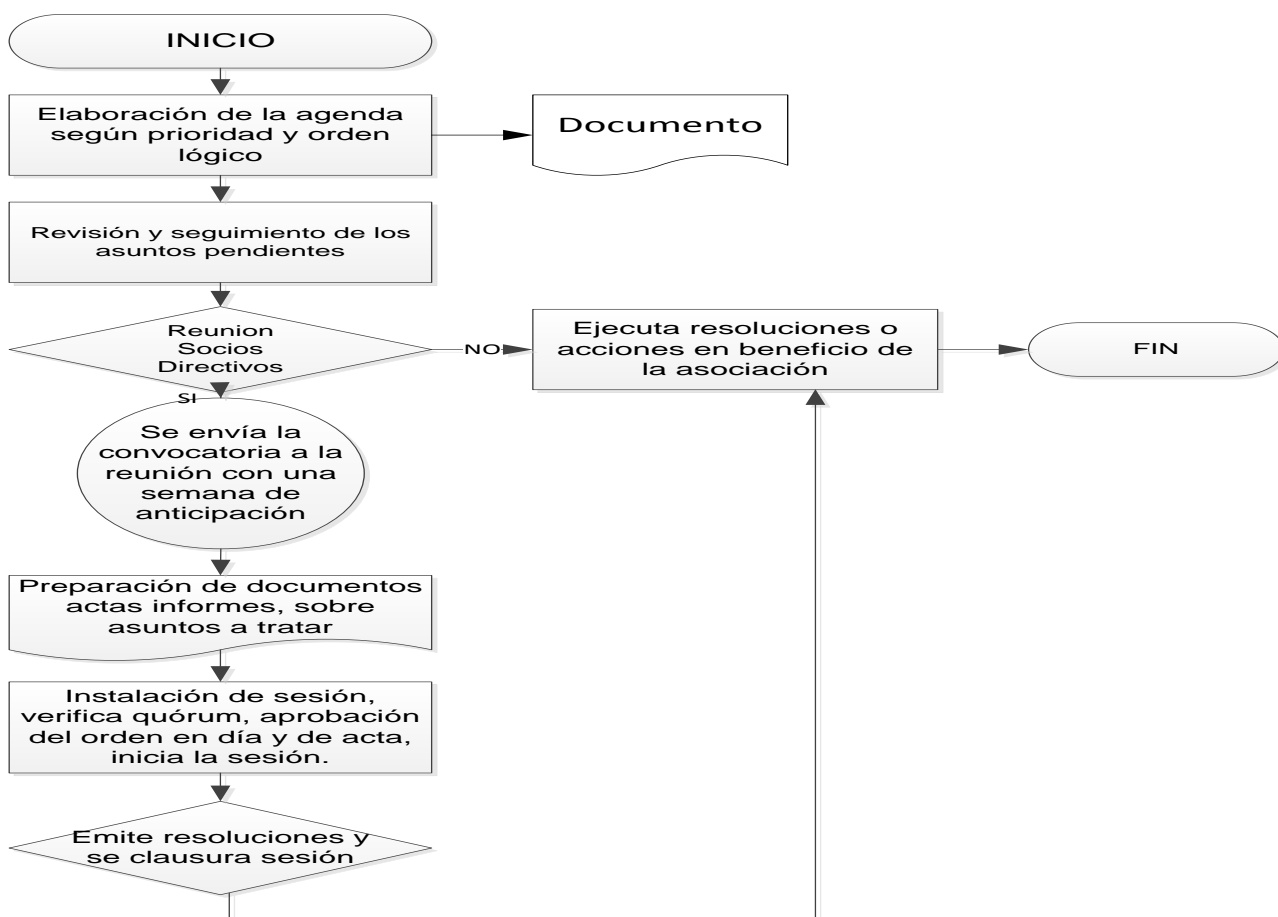 INICIO
Elaboración de la agenda
según prioridad y orden
lógico
Documento
Revisión y seguimiento de los
asuntos pendientes
Reunion
Socios
Directivos
NO
Ejecuta resoluciones o
acciones en beneficio de
la asociación
FIN
SI
Se envía la
convocatoria a la
reunión con una
semana de
anticipación
Preparación de documentos
actas informes, sobre
asuntos a tratar
Instalación de sesión,
verifica quórum, aprobación
del orden en día y de acta,
inicia la sesión.
Emite resoluciones y
se clausura sesión